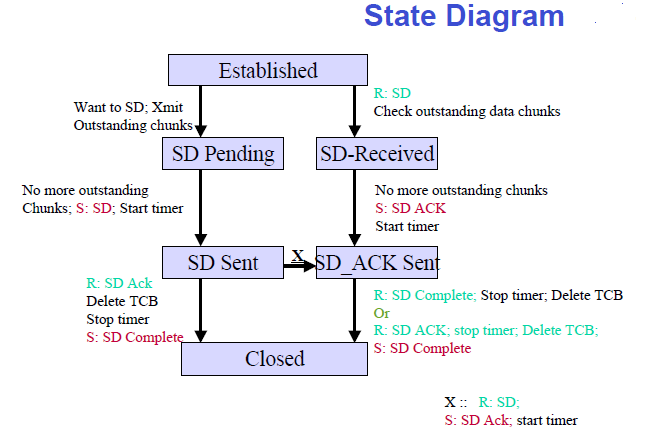 State Diagram
Established
Want to SD; Xmit
Outstanding chunks
R: SD
Check outstanding data chunks
SD Pending
SD-Received
No more outstanding
Chunks; S: SD; Start timer
No more outstanding chunks
S: SD ACK
Start timer
SD Sent
X
SD_ACK Sent
R: SD Ack
Delete TCB
Stop timer
S: SD Complete
R: SD Complete; Stop timer; Delete TCB
Or
R: SD ACK; stop timer; Delete TCB;
S: SD Complete
Closed
X :: R: SD;
S: SD Ack; start timer